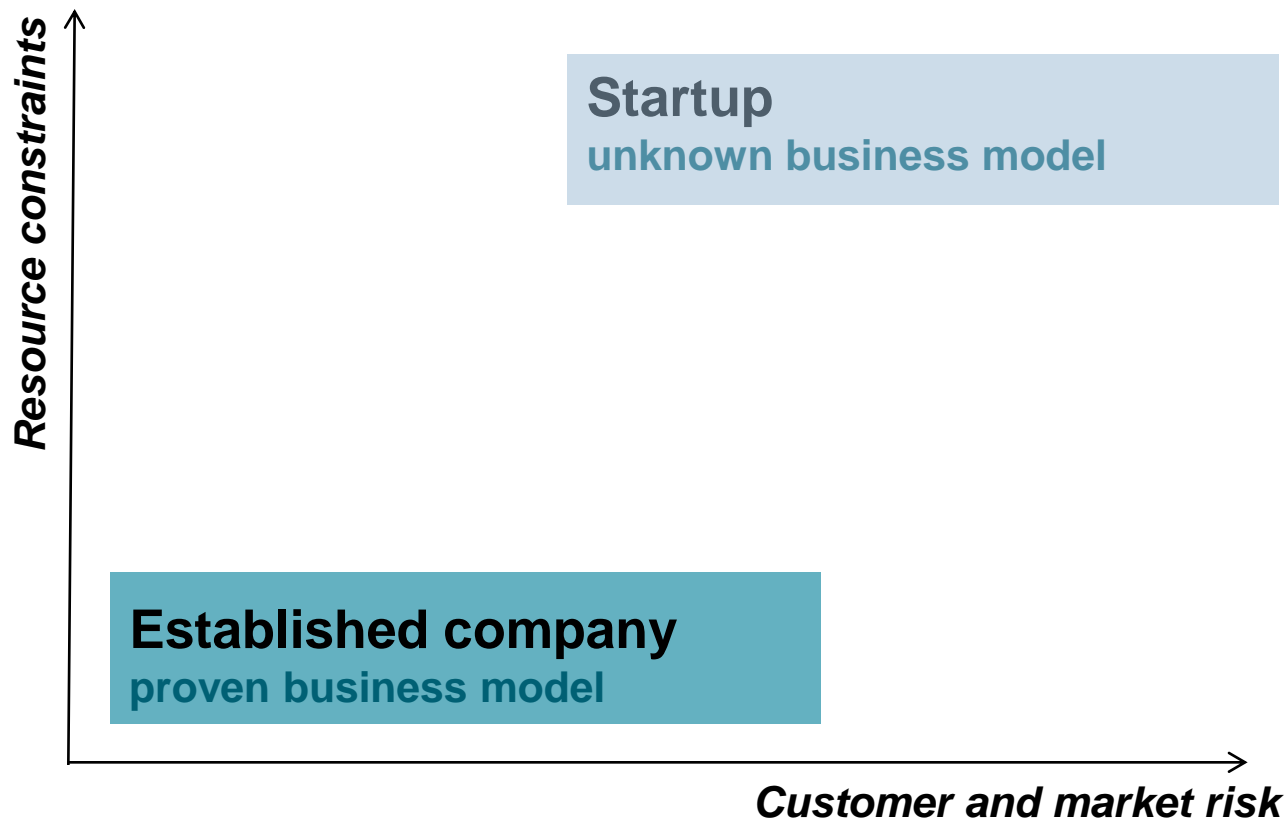 Resource constraints
Startup
unknown business model
Established company
proven business model
Customer and market risk